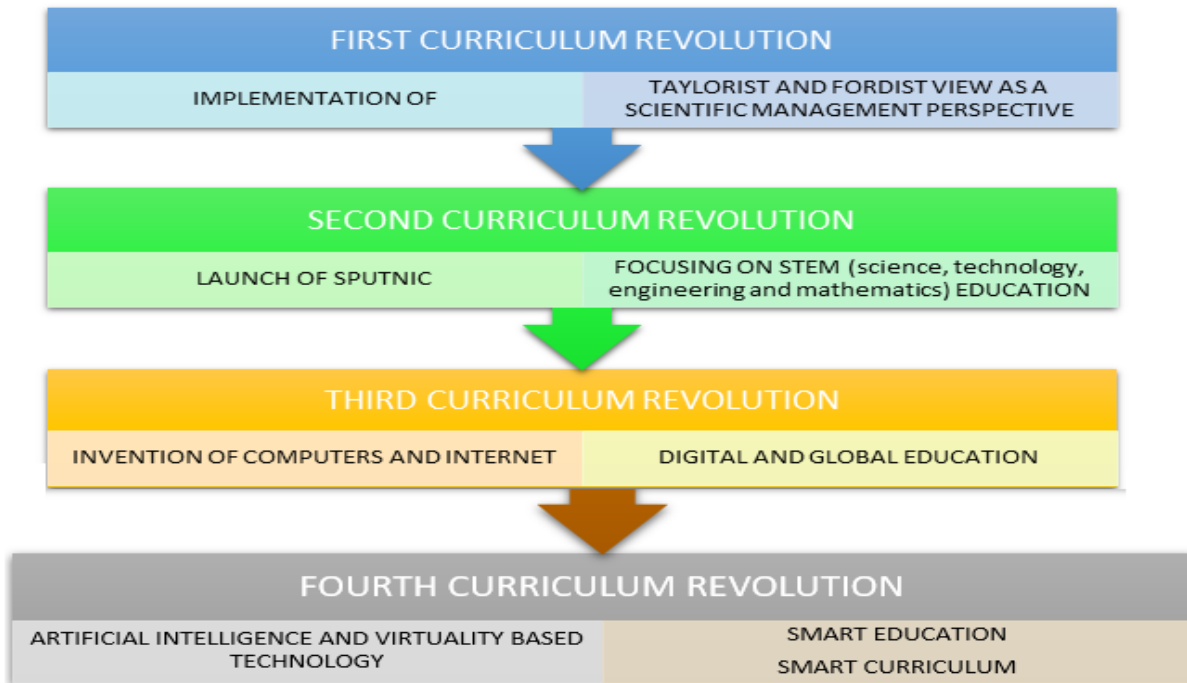 FIRST CURRICULUM REVOLUTION
IMPLEMENTATION OF
TAYLORIST AND FORDIST VIEW AS A
SCIENTIFIC MANAGEMENT PERSPECTIVE
SECOND CURRICULUM REVOLUTION
LAUNCH OF SPUTNIC
FOCUSING ON STEM (science, technology,
engineering and mathematics) EDUCATION
THIRD CURRICULUM REVOLUTION
INVENTION OF COMPUTERS AND INTERNET
DIGITAL AND GLOBAL EDUCATION
FOURTH CURRICULUM REVOLUTION
ARTIFICIAL INTELLIGENCE AND VIRTUALITY BASED
TECHNOLOGY
SMART EDUCATION
SMART CURRICULUM